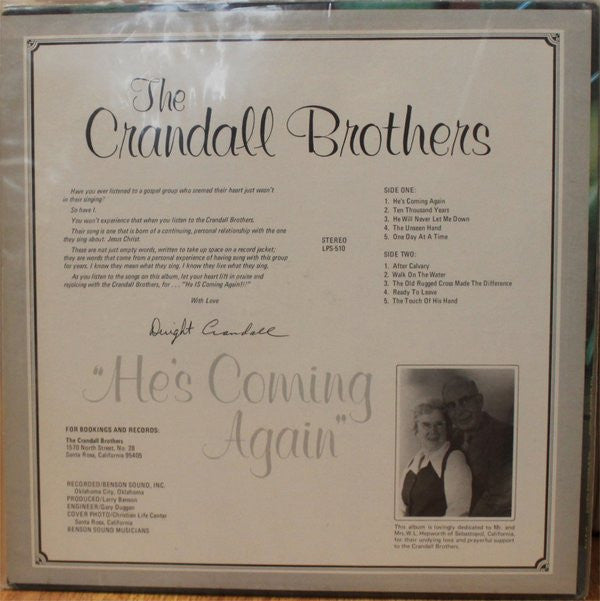 The
Crandall Brothers
Have you ever listened to a gospel group who seemed their heart just wasn't
in their singing?
So have I.
You won't experience that when you listen to the Crandall Brothers.
Their song is one that is born of a continuing, personal relationship with the one
they sing about: Jesus Christ.
These are not just empty words, written to take up space on a record jacket;
they are words that come from a personal experience of having sung with this group
for years. I know they mean what they sing. I know they live what they sing.
As you listen to the songs on this album, let your heart lift in praise and
rejoicing with the Crandall Brothers, for . . . "He IS Coming Again!!!"
With Love
Dwight Crandall
STEREO
LPS-510
SIDE ONE:
1. He's Coming Again
2. Ten Thousand Years
3. He Will Never Let Me Down
4. The Unseen Hand
5. One Day At A Time
SIDE TWO:
1. After Calvary
2. Walk On The Water
3. The Old Rugged Cross Made The Difference
4. Ready To Leave
5. The Touch Of His Hand
"He's Coming
Again"
FOR BOOKINGS AND RECORDS:
The Crandall Brothers
1570 North Street, No. 28
Santa Rosa, California 95405
RECORDED/BENSON SOUND, INC.
Oklahoma City, Oklahoma
PRODUCED/Larry Benson
ENGINEER/Gary Duggan
COVER PHOTO/Christian Life Center
Santa Rosa, California
BENSON SOUND MUSICIANS
This album is lovingly dedicated to Mr. and
Mrs. W.L. Hepworth of Sebastopol, California,
for their undying love and prayerful support
to the Crandall Brothers.